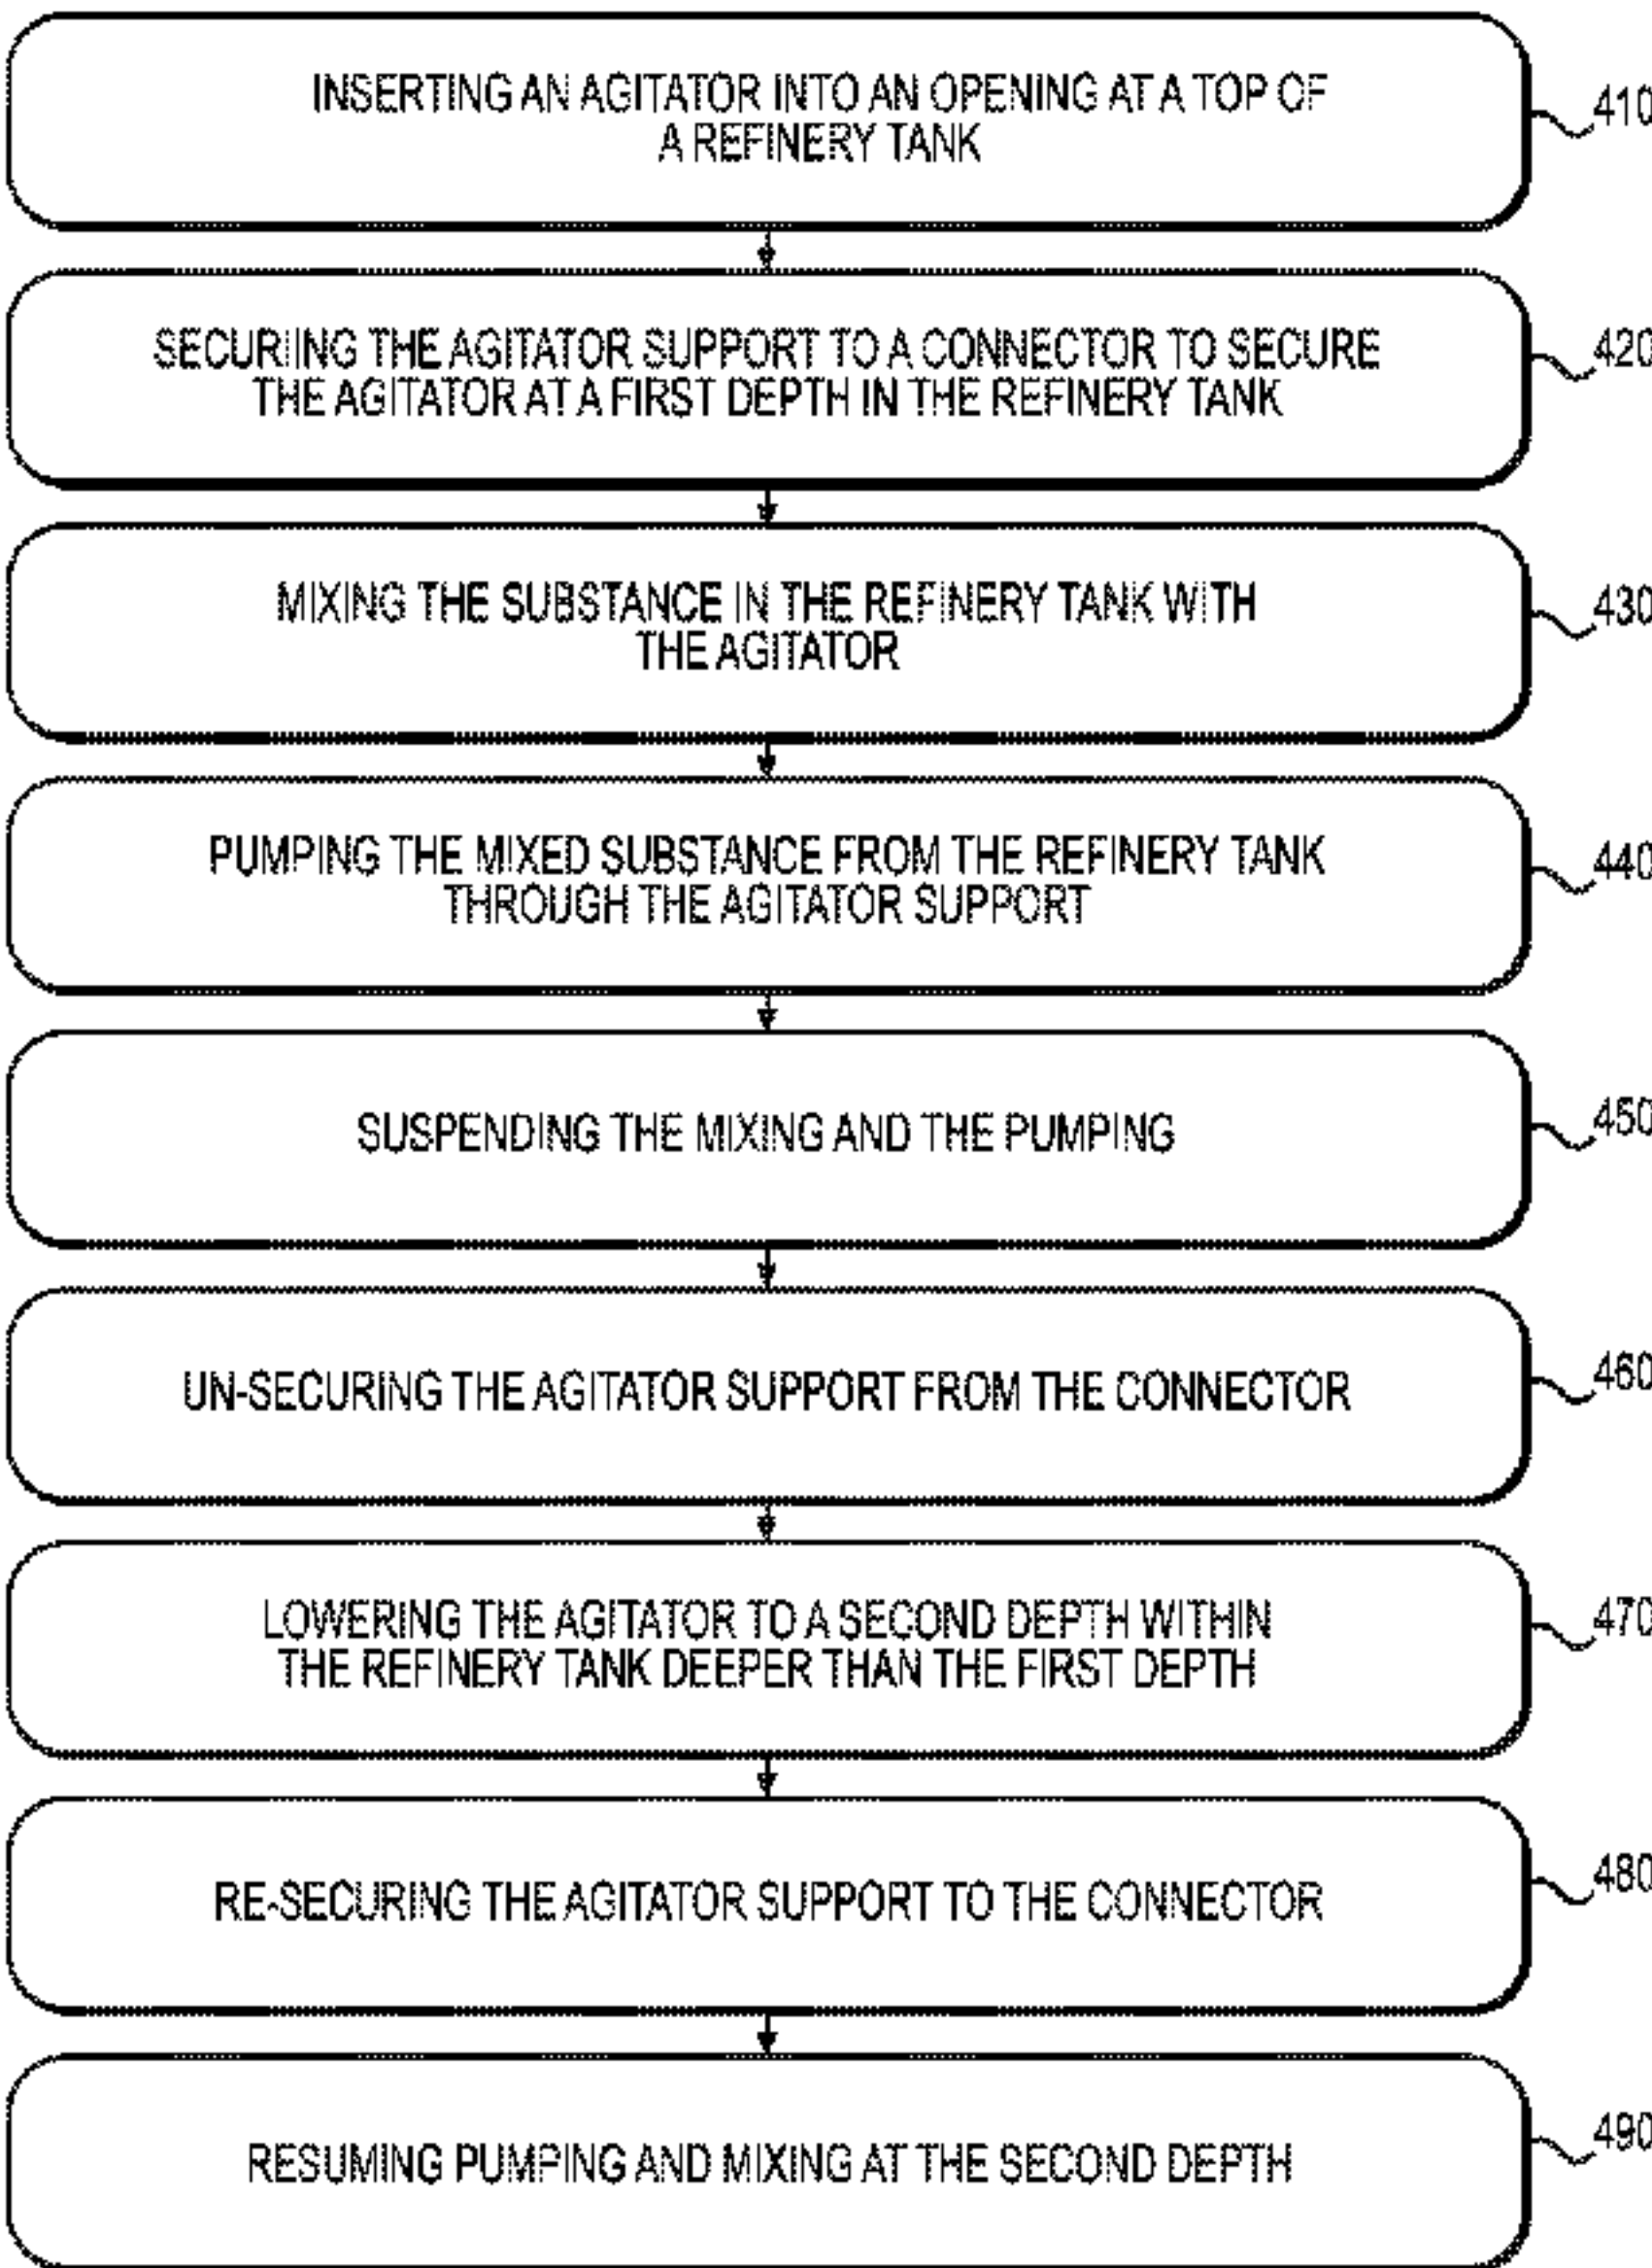 INSERTING AN AGITATOR INTO AN OPENING AT A TOP OF
A REFINERY TANK
410
SECURING THE AGITATOR SUPPORT TO A CONNECTOR TO SECURE
THE AGITATOR AT A FIRST DEPTH IN THE REFINERY TANK
420
MIXING THE SUBSTANCE IN THE REFINERY TANK WITH
THE AGITATOR
430
PUMPING THE MIXED SUBSTANCE FROM THE REFINERY TANK
THROUGH THE AGITATOR SUPPORT
440
SUSPENDING THE MIXING AND THE PUMPING
450
UN-SECURING THE AGITATOR SUPPORT FROM THE CONNECTOR
460
LOWERING THE AGITATOR TO A SECOND DEPTH WITHIN
THE REFINERY TANK DEEPER THAN THE FIRST DEPTH
470
RE-SECURING THE AGITATOR SUPPORT TO THE CONNECTOR
480
RESUMING PUMPING AND MIXING AT THE SECOND DEPTH
490